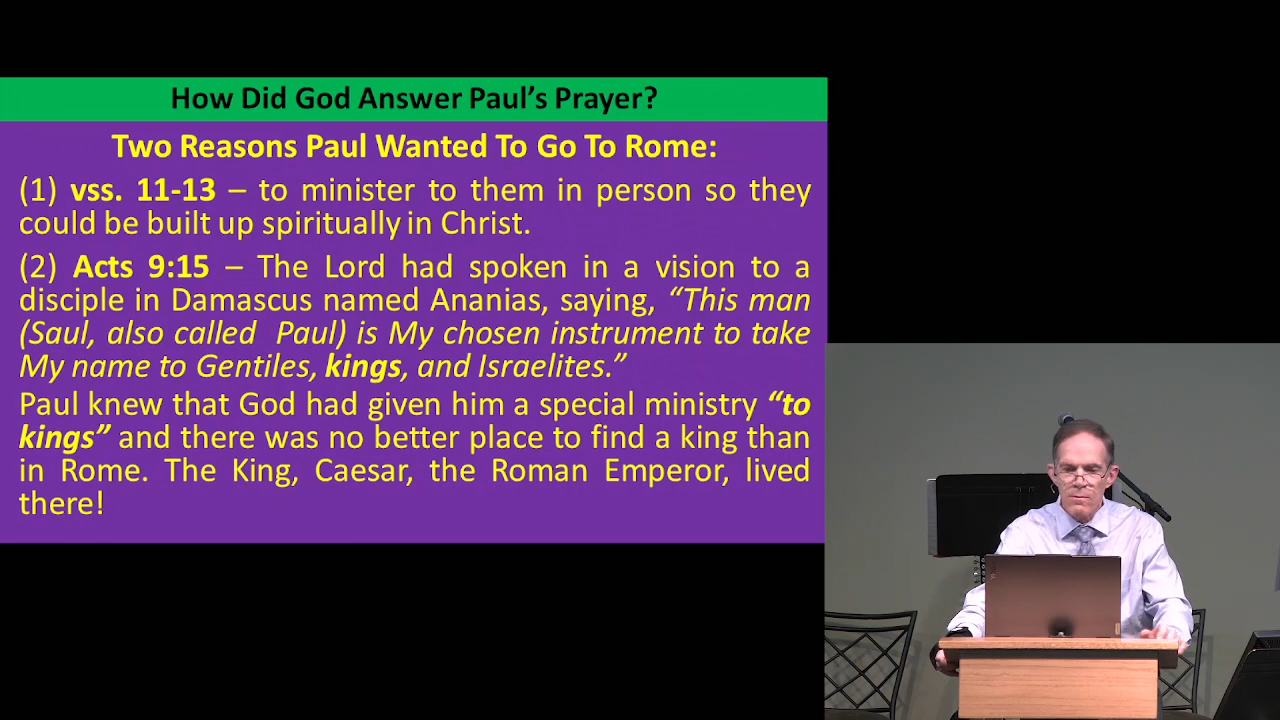 How Did God Answer Paul’s Prayer?
Two Reasons Paul Wanted To Go To Rome:
(1) vss. 11-13 – to minister to them in person so they
could be built up spiritually in Christ.
(2) Acts 9:15 – The Lord had spoken in a vision to a
disciple in Damascus named Ananias, saying, “This man
(Saul, also called Paul) is My chosen instrument to take
My name to Gentiles, kings, and Israelites.”
Paul knew that God had given him a special ministry “to
kings” and there was no better place to find a king than
in Rome. The King, Caesar, the Roman Emperor, lived
there!